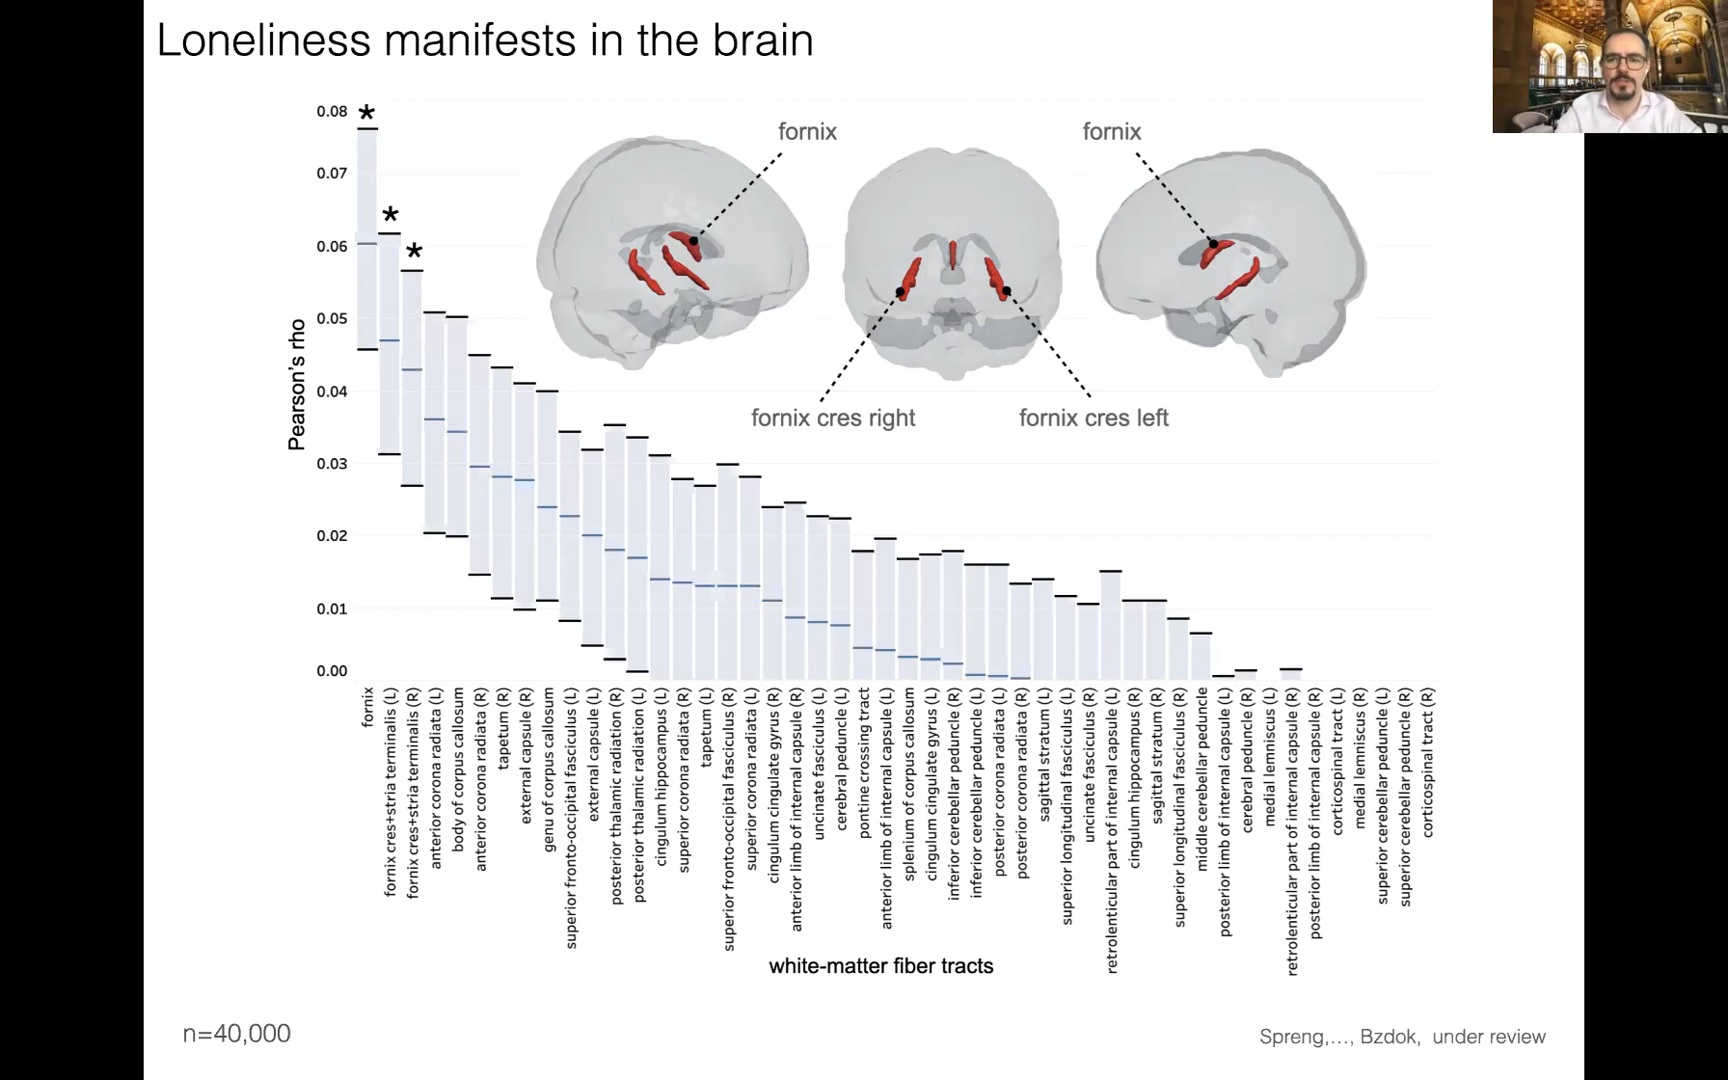 Loneliness manifests in the brain
0.08
0.07
0.06
0.05
0.04
0.03
0.02
0.01
0.00
Pearson's rho
*
*
*
fornix
fornix
fornix cres right
fornix cres left
fornix
fornix cres+stria terminalis (L)
fornix cres+stria terminalis (R)
anterior corona radiata (L)
body of corpus callosum
anterior corona radiata (R)
tapetum (R)
external capsule (R)
genu of corpus callosum
superior fronto-occipital fasciculus (L)
external capsule (L)
posterior thalamic radiation (R)
posterior thalamic radiation (L)
cingulum hippocampus (L)
superior corona radiata (R)
tapetum (L)
superior fronto-occipital fasciculus (R)
superior corona radiata (L)
cingulum cingulate gyrus (R)
anterior limb of internal capsule (R)
uncinate fasciculus (L)
cerebral peduncle (L)
pontine crossing tract
anterior limb of internal capsule (L)
splenium of corpus callosum
cingulum cingulate gyrus (L)
inferior cerebellar peduncle (R)
inferior cerebellar peduncle (L)
posterior corona radiata (L)
posterior corona radiata (R)
sagittal stratum (L)
superior longitudinal fasciculus (L)
uncinate fasciculus (R)
retrolenticular part of internal capsule (L)
cingulum hippocampus (R)
sagittal stratum (R)
superior longitudinal fasciculus (R)
middle cerebellar peduncle
posterior limb of internal capsule (L)
cerebral peduncle (R)
medial lemniscus (L)
retrolenticular part of internal capsule (R)
posterior limb of internal capsule (R)
corticospinal tract (L)
medial lemniscus (R)
superior cerebellar peduncle (L)
superior cerebellar peduncle (R)
corticospinal tract (R)
white-matter fiber tracts
n=40,000
Spreng,..., Bzdok, under review